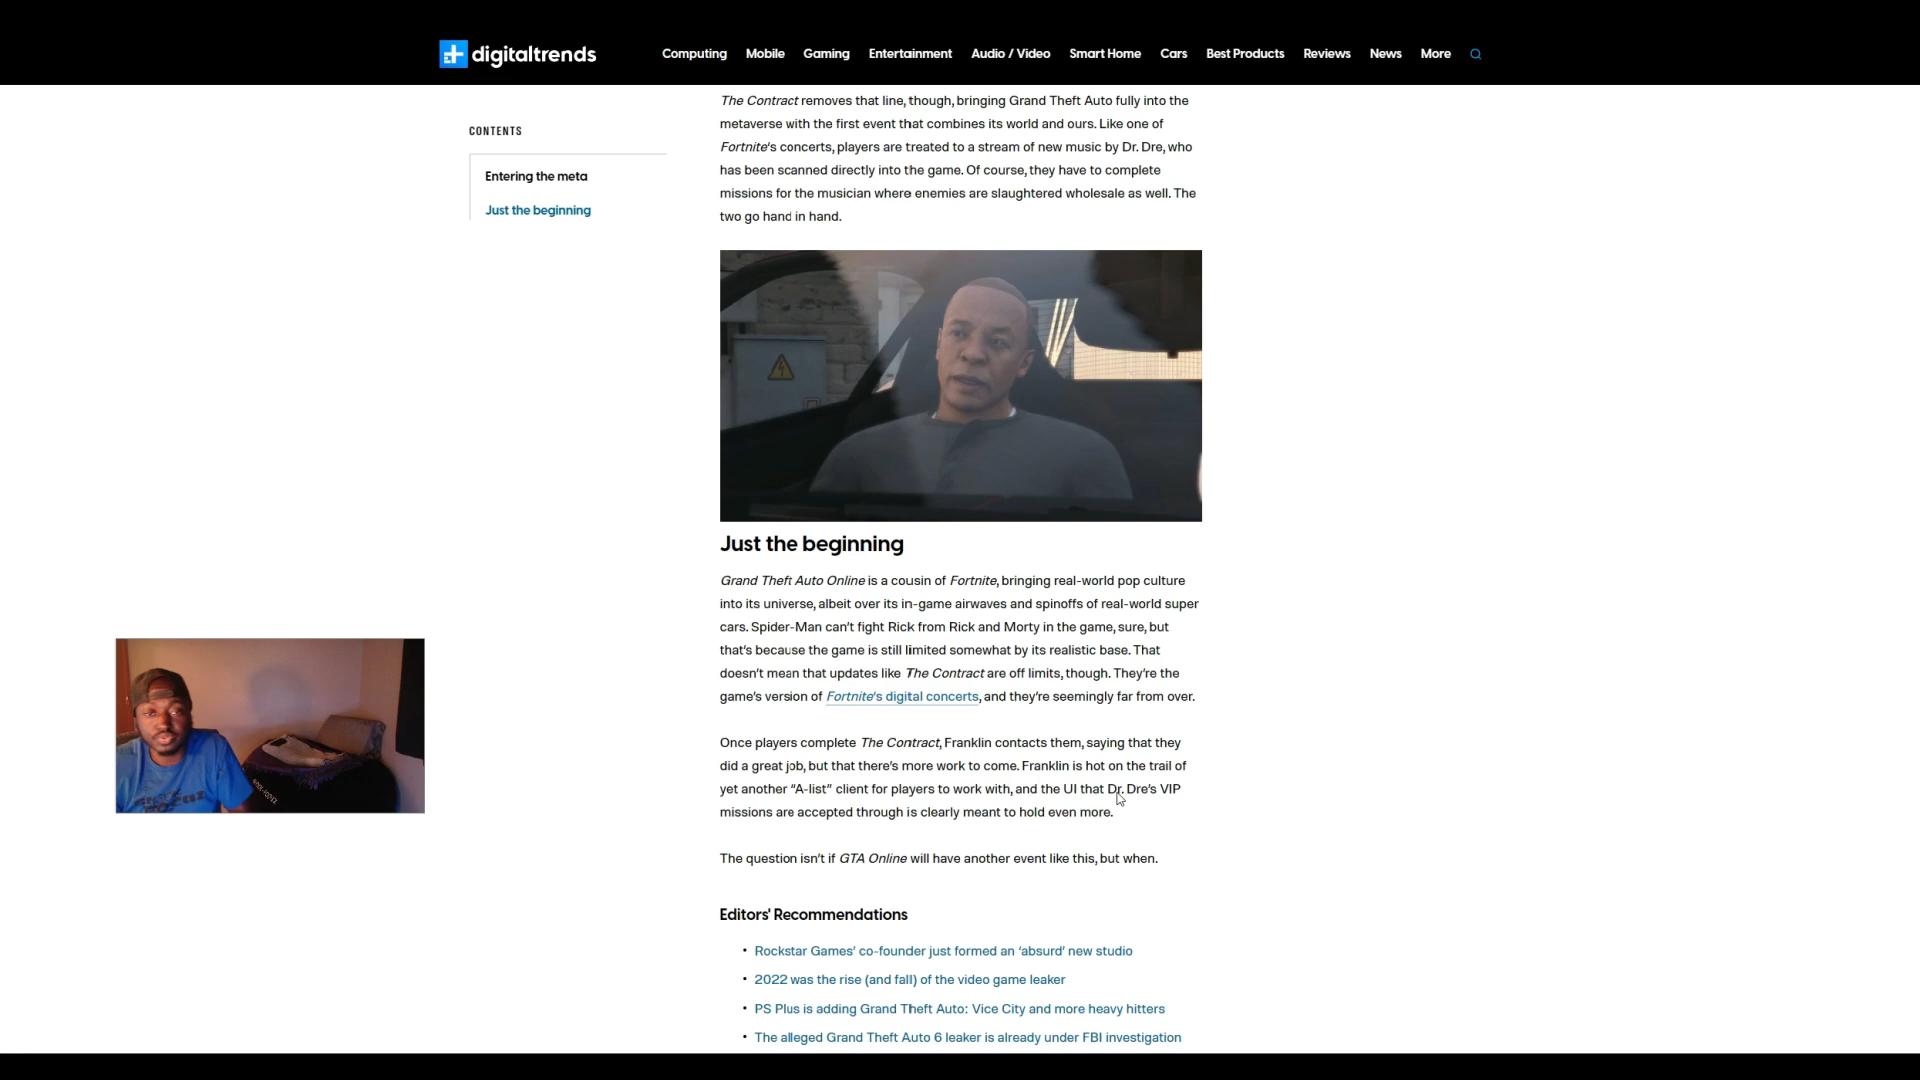 digitaltrends
Computing Mobile Gaming Entertainment Audio / Video Smart Home Cars Best Products Reviews News More
CONTENTS
Entering the meta
Just the beginning
The Contract removes that line, though, bringing Grand Theft Auto fully into the
metaverse with the first event that combines its world and ours. Like one of
Fortnite's concerts, players are treated to a stream of new music by Dr. Dre, who
has been scanned directly into the game. Of course, they have to complete
missions for the musician where enemies are slaughtered wholesale as well. The
two go hand in hand.
Just the beginning
Grand Theft Auto Online is a cousin of Fortnite, bringing real-world pop culture
into its universe, albeit over its in-game airwaves and spinoffs of real-world super
cars. Spider-Man can't fight Rick from Rick and Morty in the game, sure, but
that's because the game is still limited somewhat by its realistic base. That
doesn't mean that updates like The Contract are off limits, though. They're the
game's version of Fortnite's digital concerts, and they're seemingly far from over.
Once players complete The Contract, Franklin contacts them, saying that they
did a great job, but that there's more work to come. Franklin is hot on the trail of
yet another “A-list” client for players to work with, and the UI that Dr. Dre's VIP
missions are accepted through is clearly meant to hold even more.
The question isn't if GTA Online will have another event like this, but when.
Editors' Recommendations
• Rockstar Games' co-founder just formed an ‘absurd’ new studio
• 2022 was the rise (and fall) of the video game leaker
• PS Plus is adding Grand Theft Auto: Vice City and more heavy hitters
• The alleged Grand Theft Auto 6 leaker is already under FBI investigation